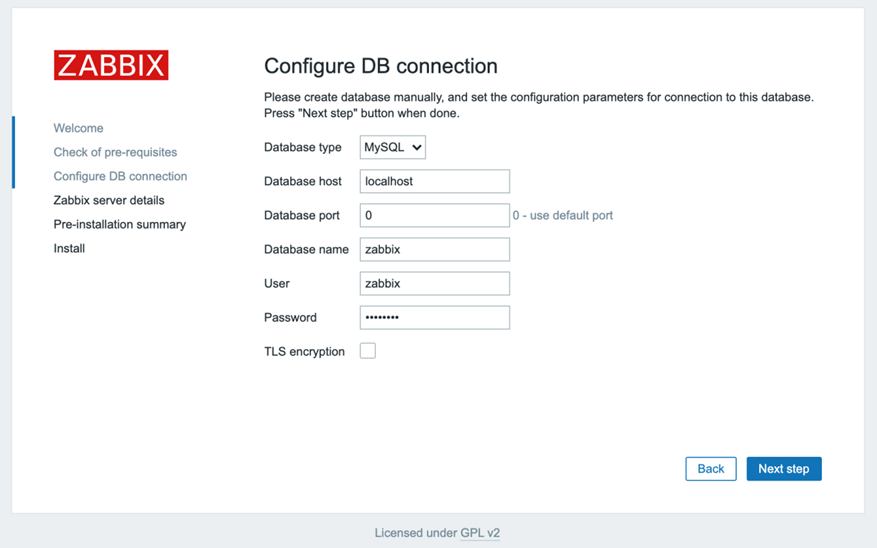 ZABBIX
Welcome
Check of pre-requisites
Configure DB connection
Zabbix server details
Pre-installation summary
Install
Configure DB connection
Please create database manually, and set the configuration parameters for connection to this database.
Press "Next step" button when done.
Database type MySQL
Database host localhost
Database port 0 0 - use default port
Database name zabbix
User zabbix
Password ••••••••
TLS encryption
Back Next step
Licensed under GPL v2